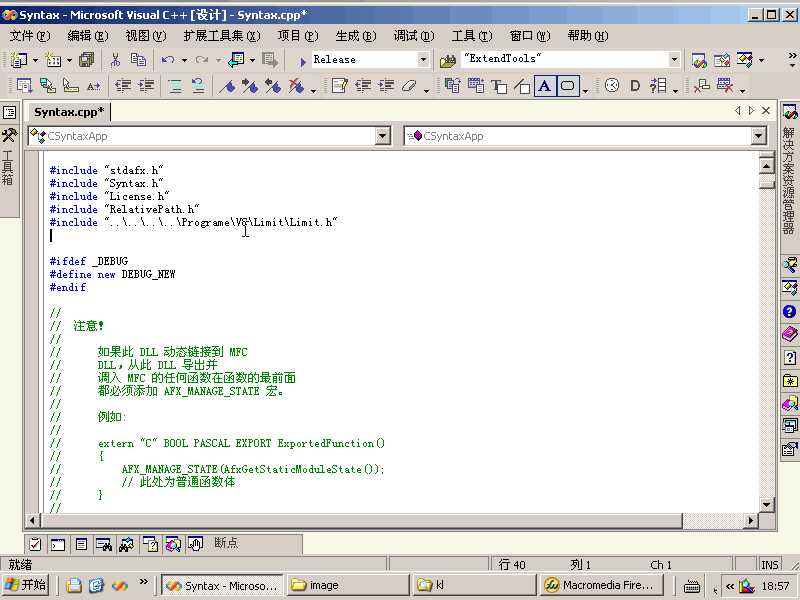 Syntax - Microsoft Visual C++ [设计] - Syntax.cpp*
文件(F) 编辑(E) 视图(V) 扩展工具集(X) 项目(P) 生成(B) 调试(D) 工具(T) 窗口(W) 帮助(H)
Release "ExtendTools"
Syntax.cpp*
CSyntaxApp CSyntaxApp
工具箱
解决方案资源管理器
#include "stdafx.h"
#include "Syntax.h"
#include "License.h"
#include "RelativePath.h"
#include "..\..\..\..\Programe\VC\Limit\Limit.h"
#ifdef _DEBUG
#define new DEBUG_NEW
#endif
//
// 注意!
//
// 如果此 DLL 动态链接到 MFC
// DLL,从此 DLL 导出并
// 调入 MFC 的任何函数在函数的最前面
// 都必须添加 AFX_MANAGE_STATE 宏。
//
// 例如:
//
// extern "C" BOOL PASCAL EXPORT ExportedFunction()
// {
// AFX_MANAGE_STATE(AfxGetStaticModuleState());
// // 此处为普通函数体
// }
//
断点
就绪 行 40 列 1 Ch 1 INS
开始 Syntax - Microso... image kl Macromedia Fire... 18:57